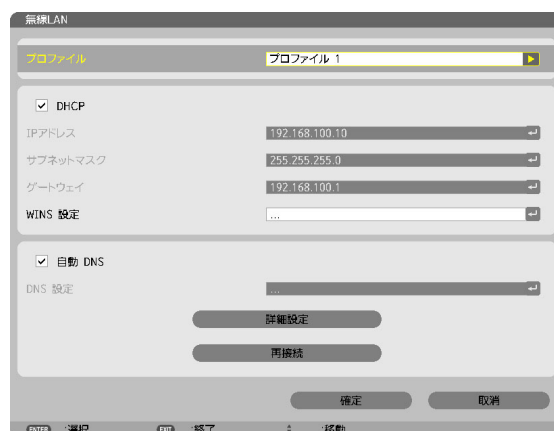 無線LAN
プロファイル プロファイル 1
DHCP
IPアドレス 192.168.100.10
サブネットマスク 255.255.255.0
ゲートウェイ 192.168.100.1
WINS 設定 ...
自動 DNS
DNS 設定 ...
詳細設定
再接続
確定 取消
ENTER :選択 EXIT :終了 :移動